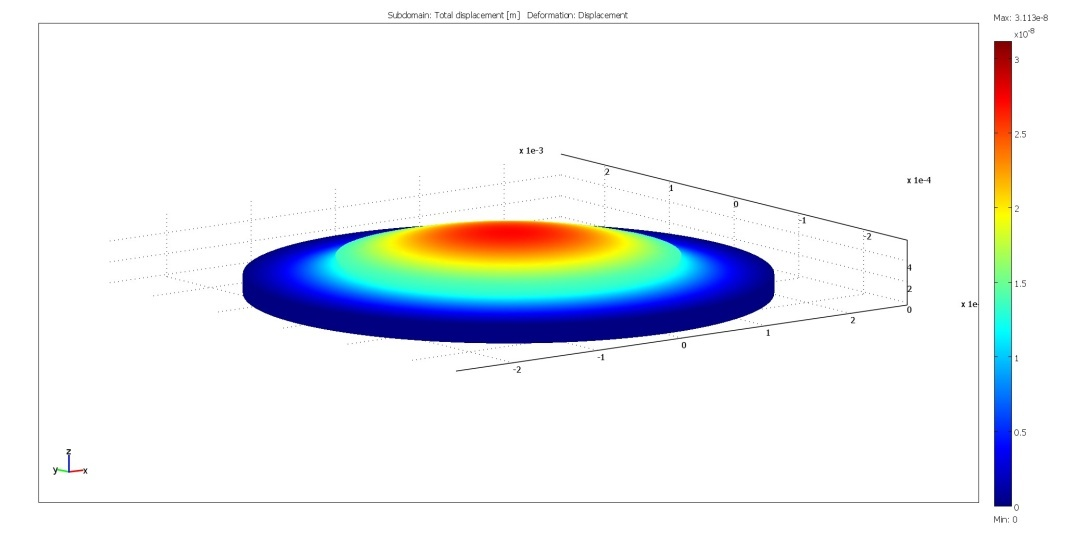 Subdomain: Total displacement [m]   Deformation: Displacement
Max: 3.113e-8
x10^-8
3
2.5
2
1.5
1
0.5
0
Min: 0
x 1e-3
2
1
0
-1
-2
x 1e-4
4
2
0
x 1e
2
1
0
-1
-2
z
y
x